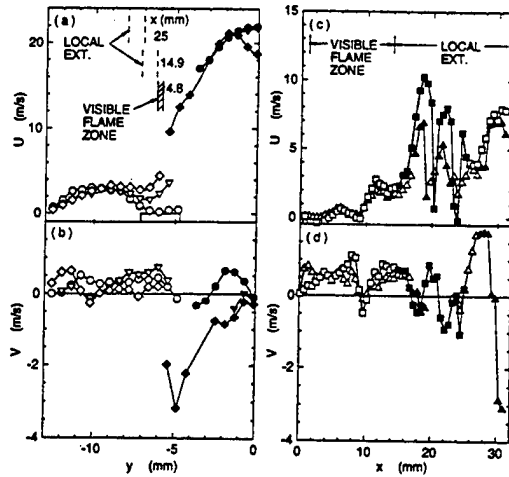 (a)
x (mm)
25
LOCAL
EXT.
14.9
4.8
VISIBLE
FLAME
ZONE
20
10
0
U (m/s)
(b)
0
-2
-4
V (m/s)
-10
-5
0
y (mm)
(c)
VISIBLE
FLAME ZONE
LOCAL
EXT.
15
10
5
0
U (m/s)
(d)
0
-2
-4
V (m/s)
0
10
20
30
x (mm)